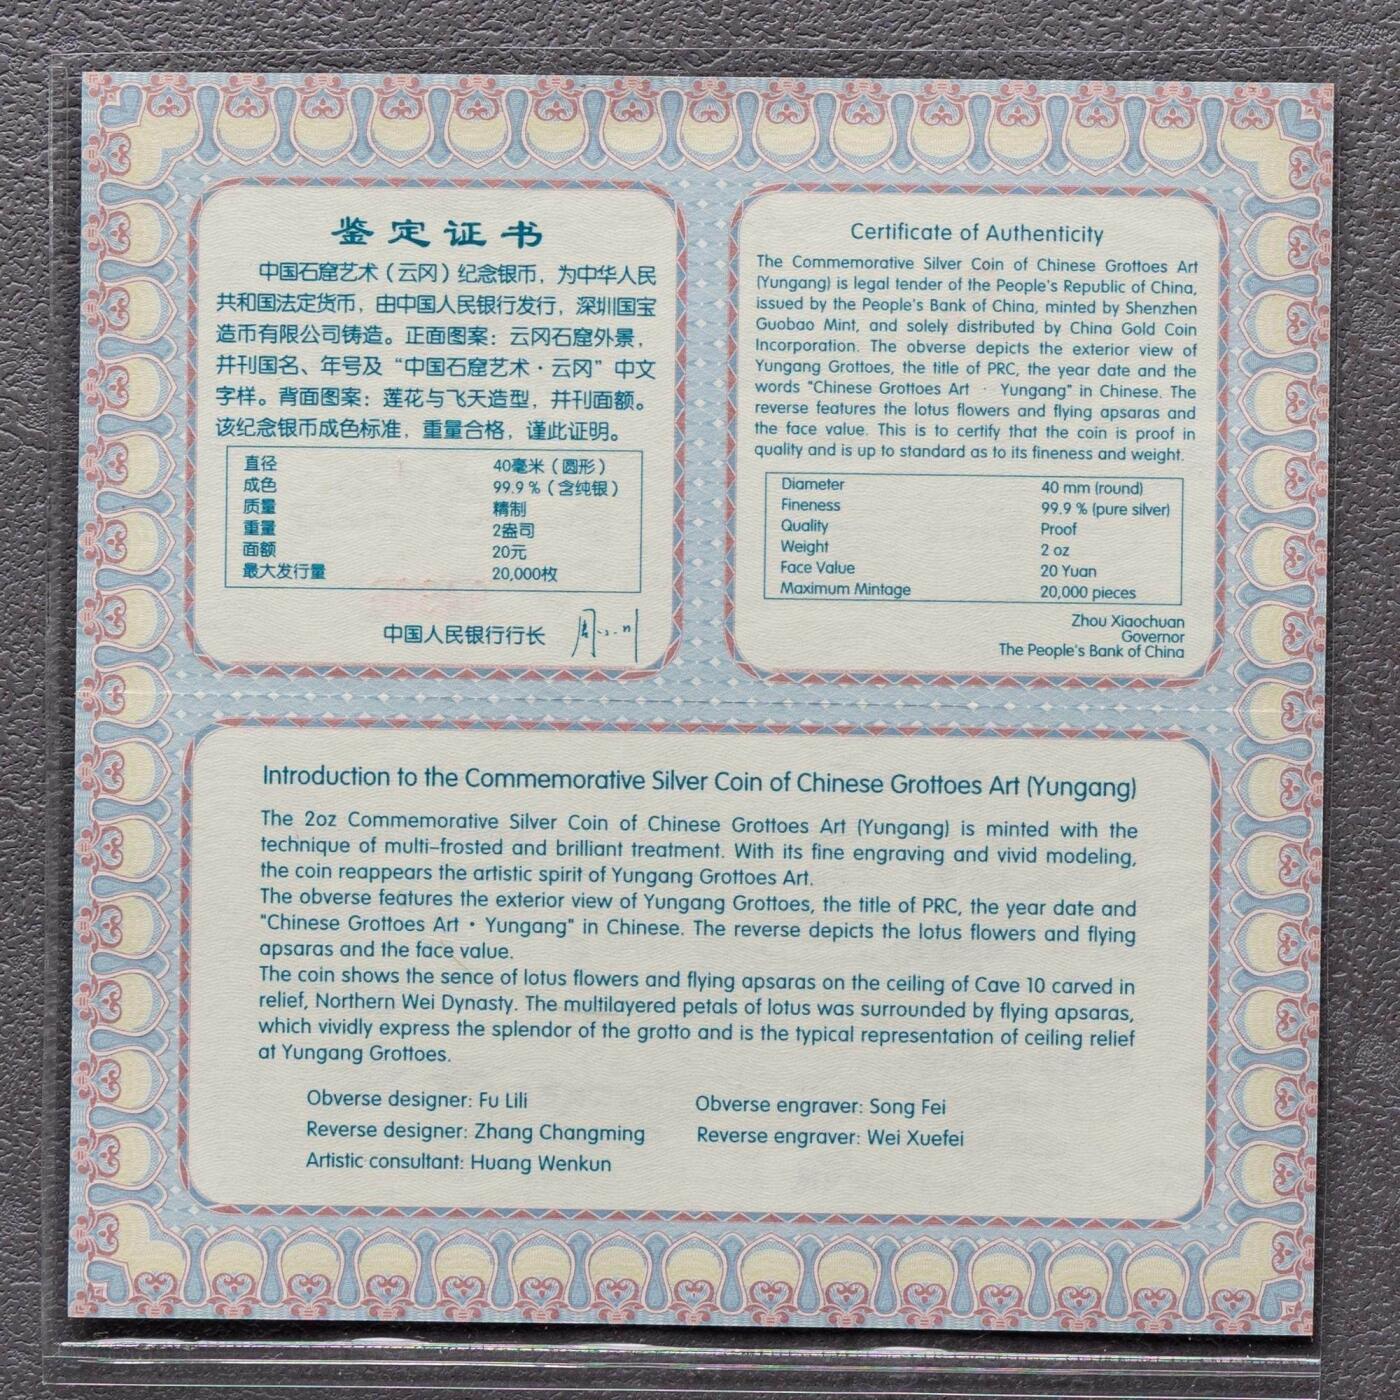 鉴定证书
中国石窟艺术（云冈）纪念银币，为中华人民
共和国法定货币，由中国人民银行发行，深圳国宝
造币有限公司铸造。正面图案：云冈石窟外景，
并刊国名、年号及“中国石窟艺术·云冈”中文
字样。背面图案：莲花与飞天造型，并刊面额。
该纪念银币成色标准，重量合格，谨此证明。
直径 40毫米（圆形）
成色 99.9％（含纯银）
质量 精制
重量 2盎司
面额 20元
最大发行量 20,000枚
中国人民银行行长
Certificate of Authenticity
The Commemorative Silver Coin of Chinese Grottoes Art
(Yungang) is legal tender of the People's Republic of China,
issued by the People's Bank of China, minted by Shenzhen
Guobao Mint, and solely distributed by China Gold Coin
Incorporation. The obverse depicts the exterior view of
Yungang Grottoes, the title of PRC, the year date and the
words "Chinese Grottoes Art · Yungang" in Chinese. The
reverse features the lotus flowers and flying apsaras and
the face value. This is to certify that the coin is proof in
quality and is up to standard as to its fineness and weight.
Diameter 40 mm (round)
Fineness 99.9 % (pure silver)
Quality Proof
Weight 2 oz
Face Value 20 Yuan
Maximum Mintage 20,000 pieces
Zhou Xiaochuan
Governor
The People's Bank of China
Introduction to the Commemorative Silver Coin of Chinese Grottoes Art (Yungang)
The 2oz Commemorative Silver Coin of Chinese Grottoes Art (Yungang) is minted with the
technique of multi-frosted and brilliant treatment. With its fine engraving and vivid modeling,
the coin reappears the artistic spirit of Yungang Grottoes Art.
The obverse features the exterior view of Yungang Grottoes, the title of PRC, the year date and
"Chinese Grottoes Art · Yungang" in Chinese. The reverse depicts the lotus flowers and flying
apsaras and the face value.
The coin shows the sence of lotus flowers and flying apsaras on the ceiling of Cave 10 carved in
relief, Northern Wei Dynasty. The multilayered petals of lotus was surrounded by flying apsaras,
which vividly express the splendor of the grotto and is the typical representation of ceiling relief
at Yungang Grottoes.
Obverse designer: Fu Lili
Obverse engraver: Song Fei
Reverse designer: Zhang Changming
Reverse engraver: Wei Xuefei
Artistic consultant: Huang Wenkun